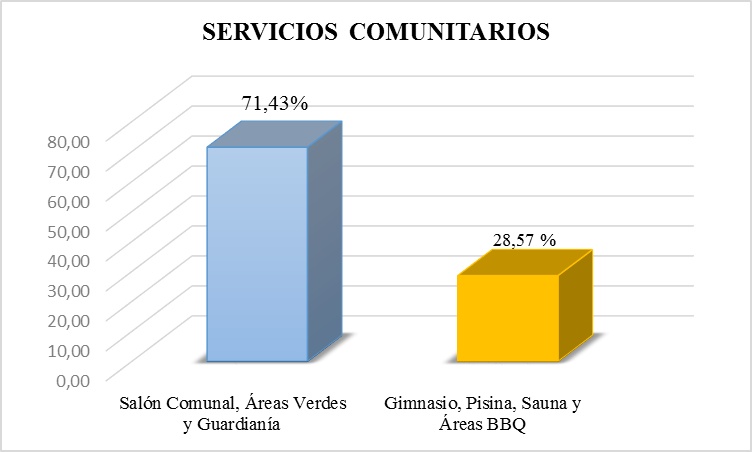 SERVICIOS COMUNITARIOS
71,43%
28,57 %
80,00
70,00
60,00
50,00
40,00
30,00
20,00
10,00
0,00
Salón Comunal, Áreas Verdes
y Guardianía
Gimnasio, Pisina, Sauna y
Áreas BBQ